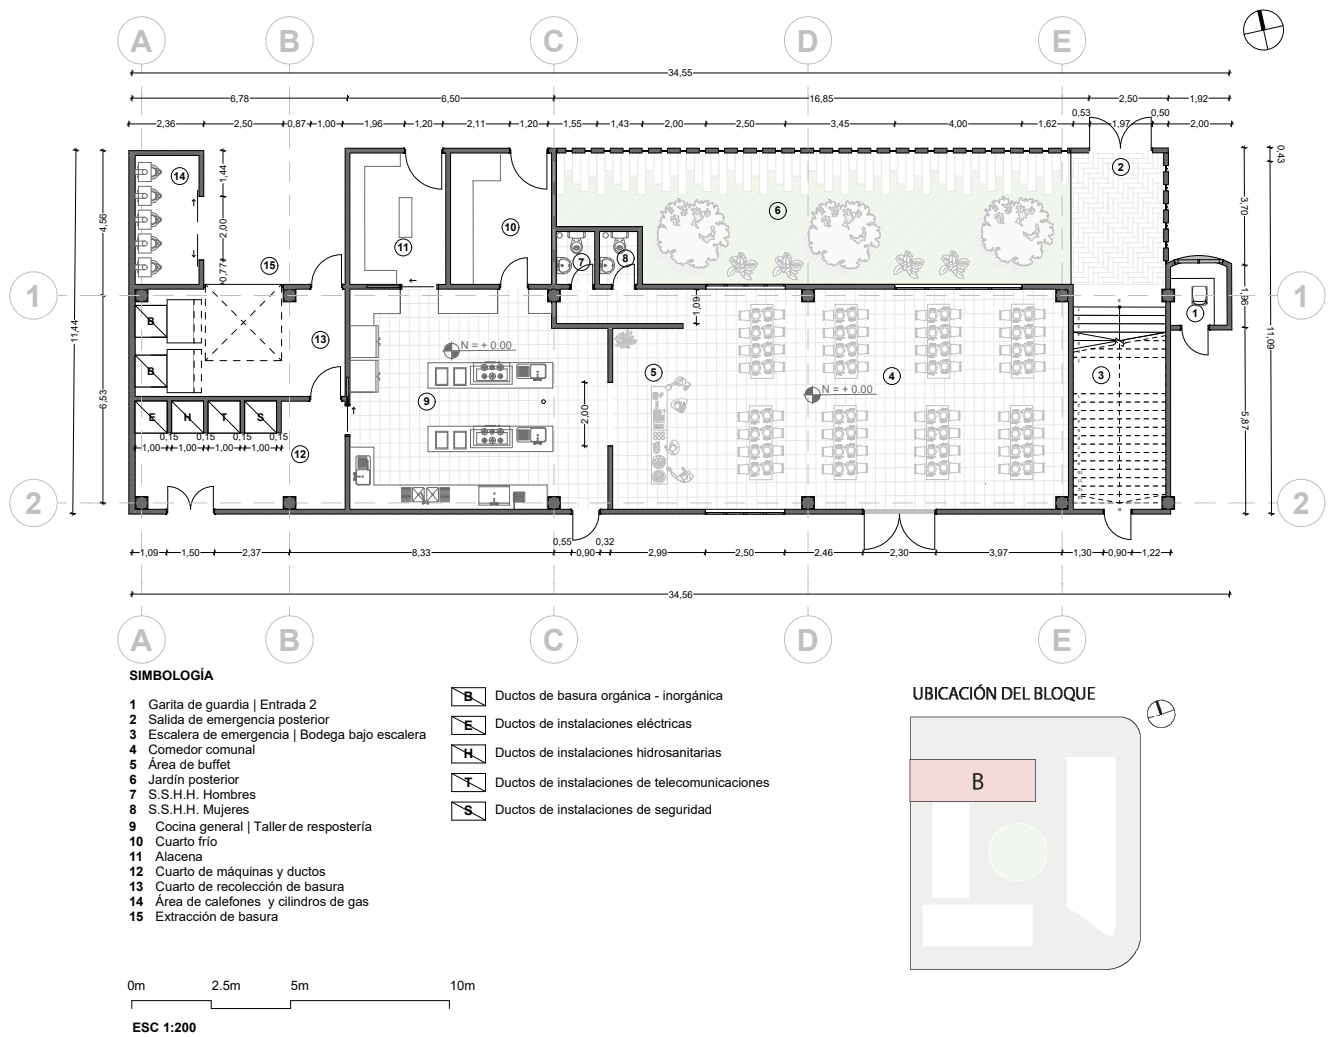 A B C D E
34,55
6,78 6,50 16,85 2,50 1,92
2,36 2,50 0,87 1,00 1,96 1,20 2,11 1,20 1,55 1,43 2,00 2,50 3,45 4,00 1,62 0,53 1,97 0,50 2,00
11,44
4,56
6,53
1,44
2,00
0,77
14
15
11
10
7
8
6
2
0,43
3,70
1,96
5,87
11,09
1 1
1
B
B
13
N = + 0.00
9
1,09
5
2,00
4
N = + 0.00
3
E H T S
0,15 0,15 0,15 0,15
1,00 1,00 1,00 1,00
12
2 2
1,09 1,50 2,37 8,33 0,55 0,90 0,32 2,99 2,50 2,46 2,30 3,97 1,30 0,90 1,22
34,56
A B C D E
SIMBOLOGÍA
1 Garita de guardia | Entrada 2
2 Salida de emergencia posterior
3 Escalera de emergencia | Bodega bajo escalera
4 Comedor comunal
5 Área de buffet
6 Jardín posterior
7 S.S.H.H. Hombres
8 S.S.H.H. Mujeres
9 Cocina general | Taller de respostería
10 Cuarto frío
11 Alacena
12 Cuarto de máquinas y ductos
13 Cuarto de recolección de basura
14 Área de calefones y cilindros de gas
15 Extracción de basura
B Ductos de basura orgánica - inorgánica
E Ductos de instalaciones eléctricas
H Ductos de instalaciones hidrosanitarias
T Ductos de instalaciones de telecomunicaciones
S Ductos de instalaciones de seguridad
UBICACIÓN DEL BLOQUE
B
0m 2.5m 5m 10m
ESC 1:200